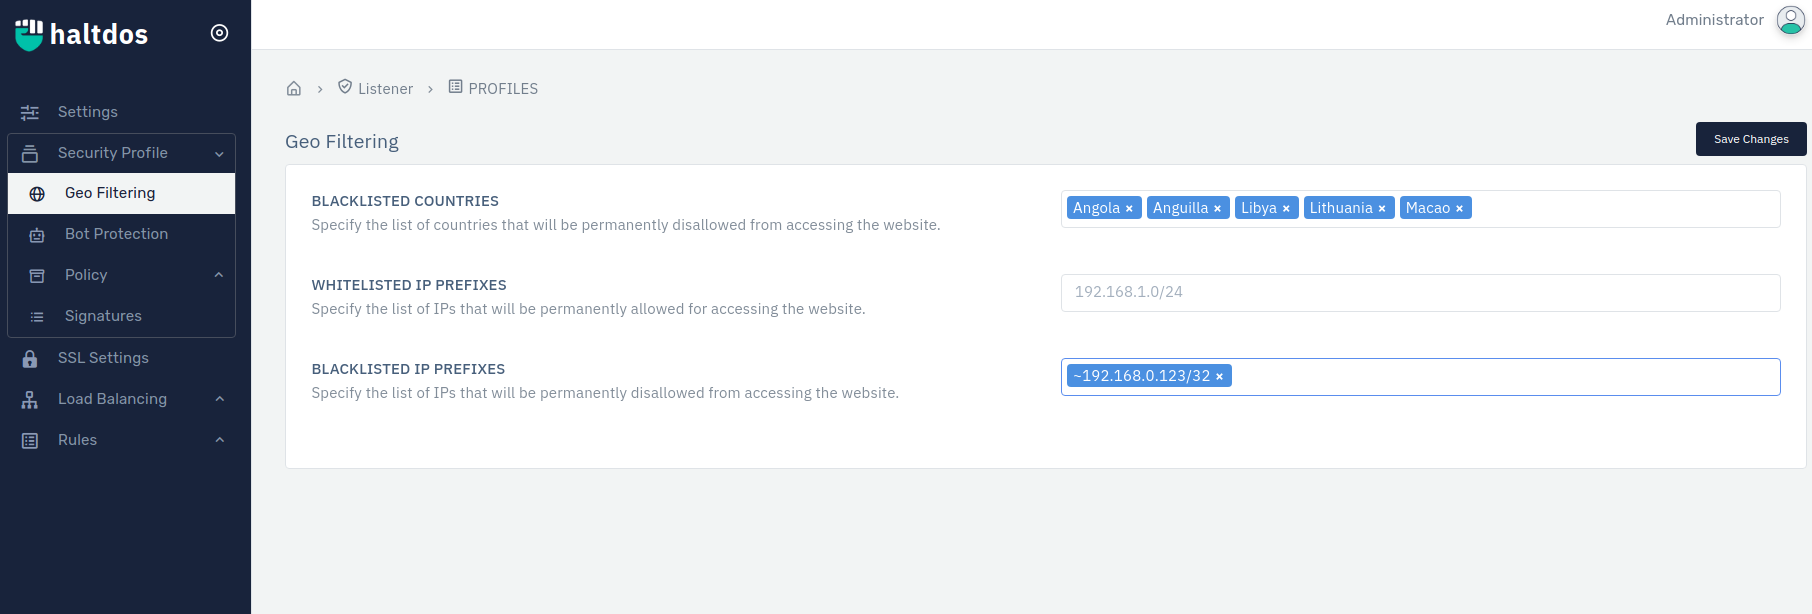 haltdos
Administrator
Settings
Security Profile
Geo Filtering
Bot Protection
Policy
Signatures
SSL Settings
Load Balancing
Rules
Listener
PROFILES
Geo Filtering
Save Changes
BLACKLISTED COUNTRIES
Specify the list of countries that will be permanently disallowed from accessing the website.
Angola × Anguilla × Libya × Lithuania × Macao ×
WHITELISTED IP PREFIXES
Specify the list of IPs that will be permanently allowed for accessing the website.
192.168.1.0/24
BLACKLISTED IP PREFIXES
Specify the list of IPs that will be permanently disallowed from accessing the website.
~192.168.0.123/32 ×